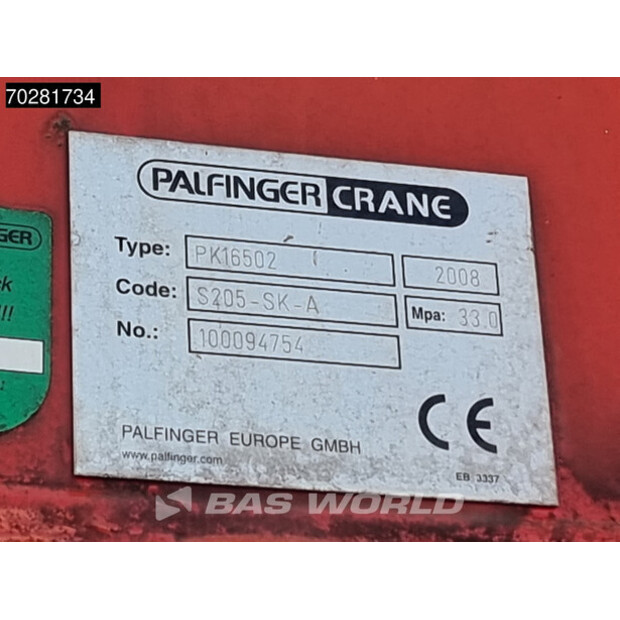 70281734
PALFINGER CRANE
Type: PK16502 2008
Code: S205-SK-A Mpa: 33.0
No.: 100094754
PALFINGER EUROPE GMBH
www.palfinger.com
CE
EB 3337
BAS WORLD